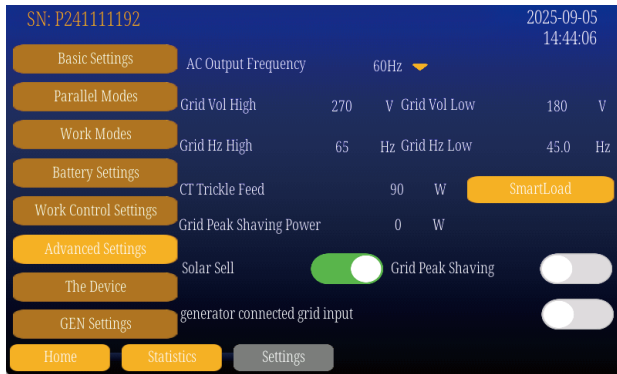 SN: P241111192
2025-09-05
14:44:06
Basic Settings
Parallel Modes
Work Modes
Battery Settings
Work Control Settings
Advanced Settings
The Device
GEN Settings
AC Output Frequency 60Hz
Grid Vol High 270 V Grid Vol Low 180 V
Grid Hz High 65 Hz Grid Hz Low 45.0 Hz
CT Trickle Feed 90 W SmartLoad
Grid Peak Shaving Power 0 W
Solar Sell Grid Peak Shaving
generator connected grid input
Home Statistics Settings